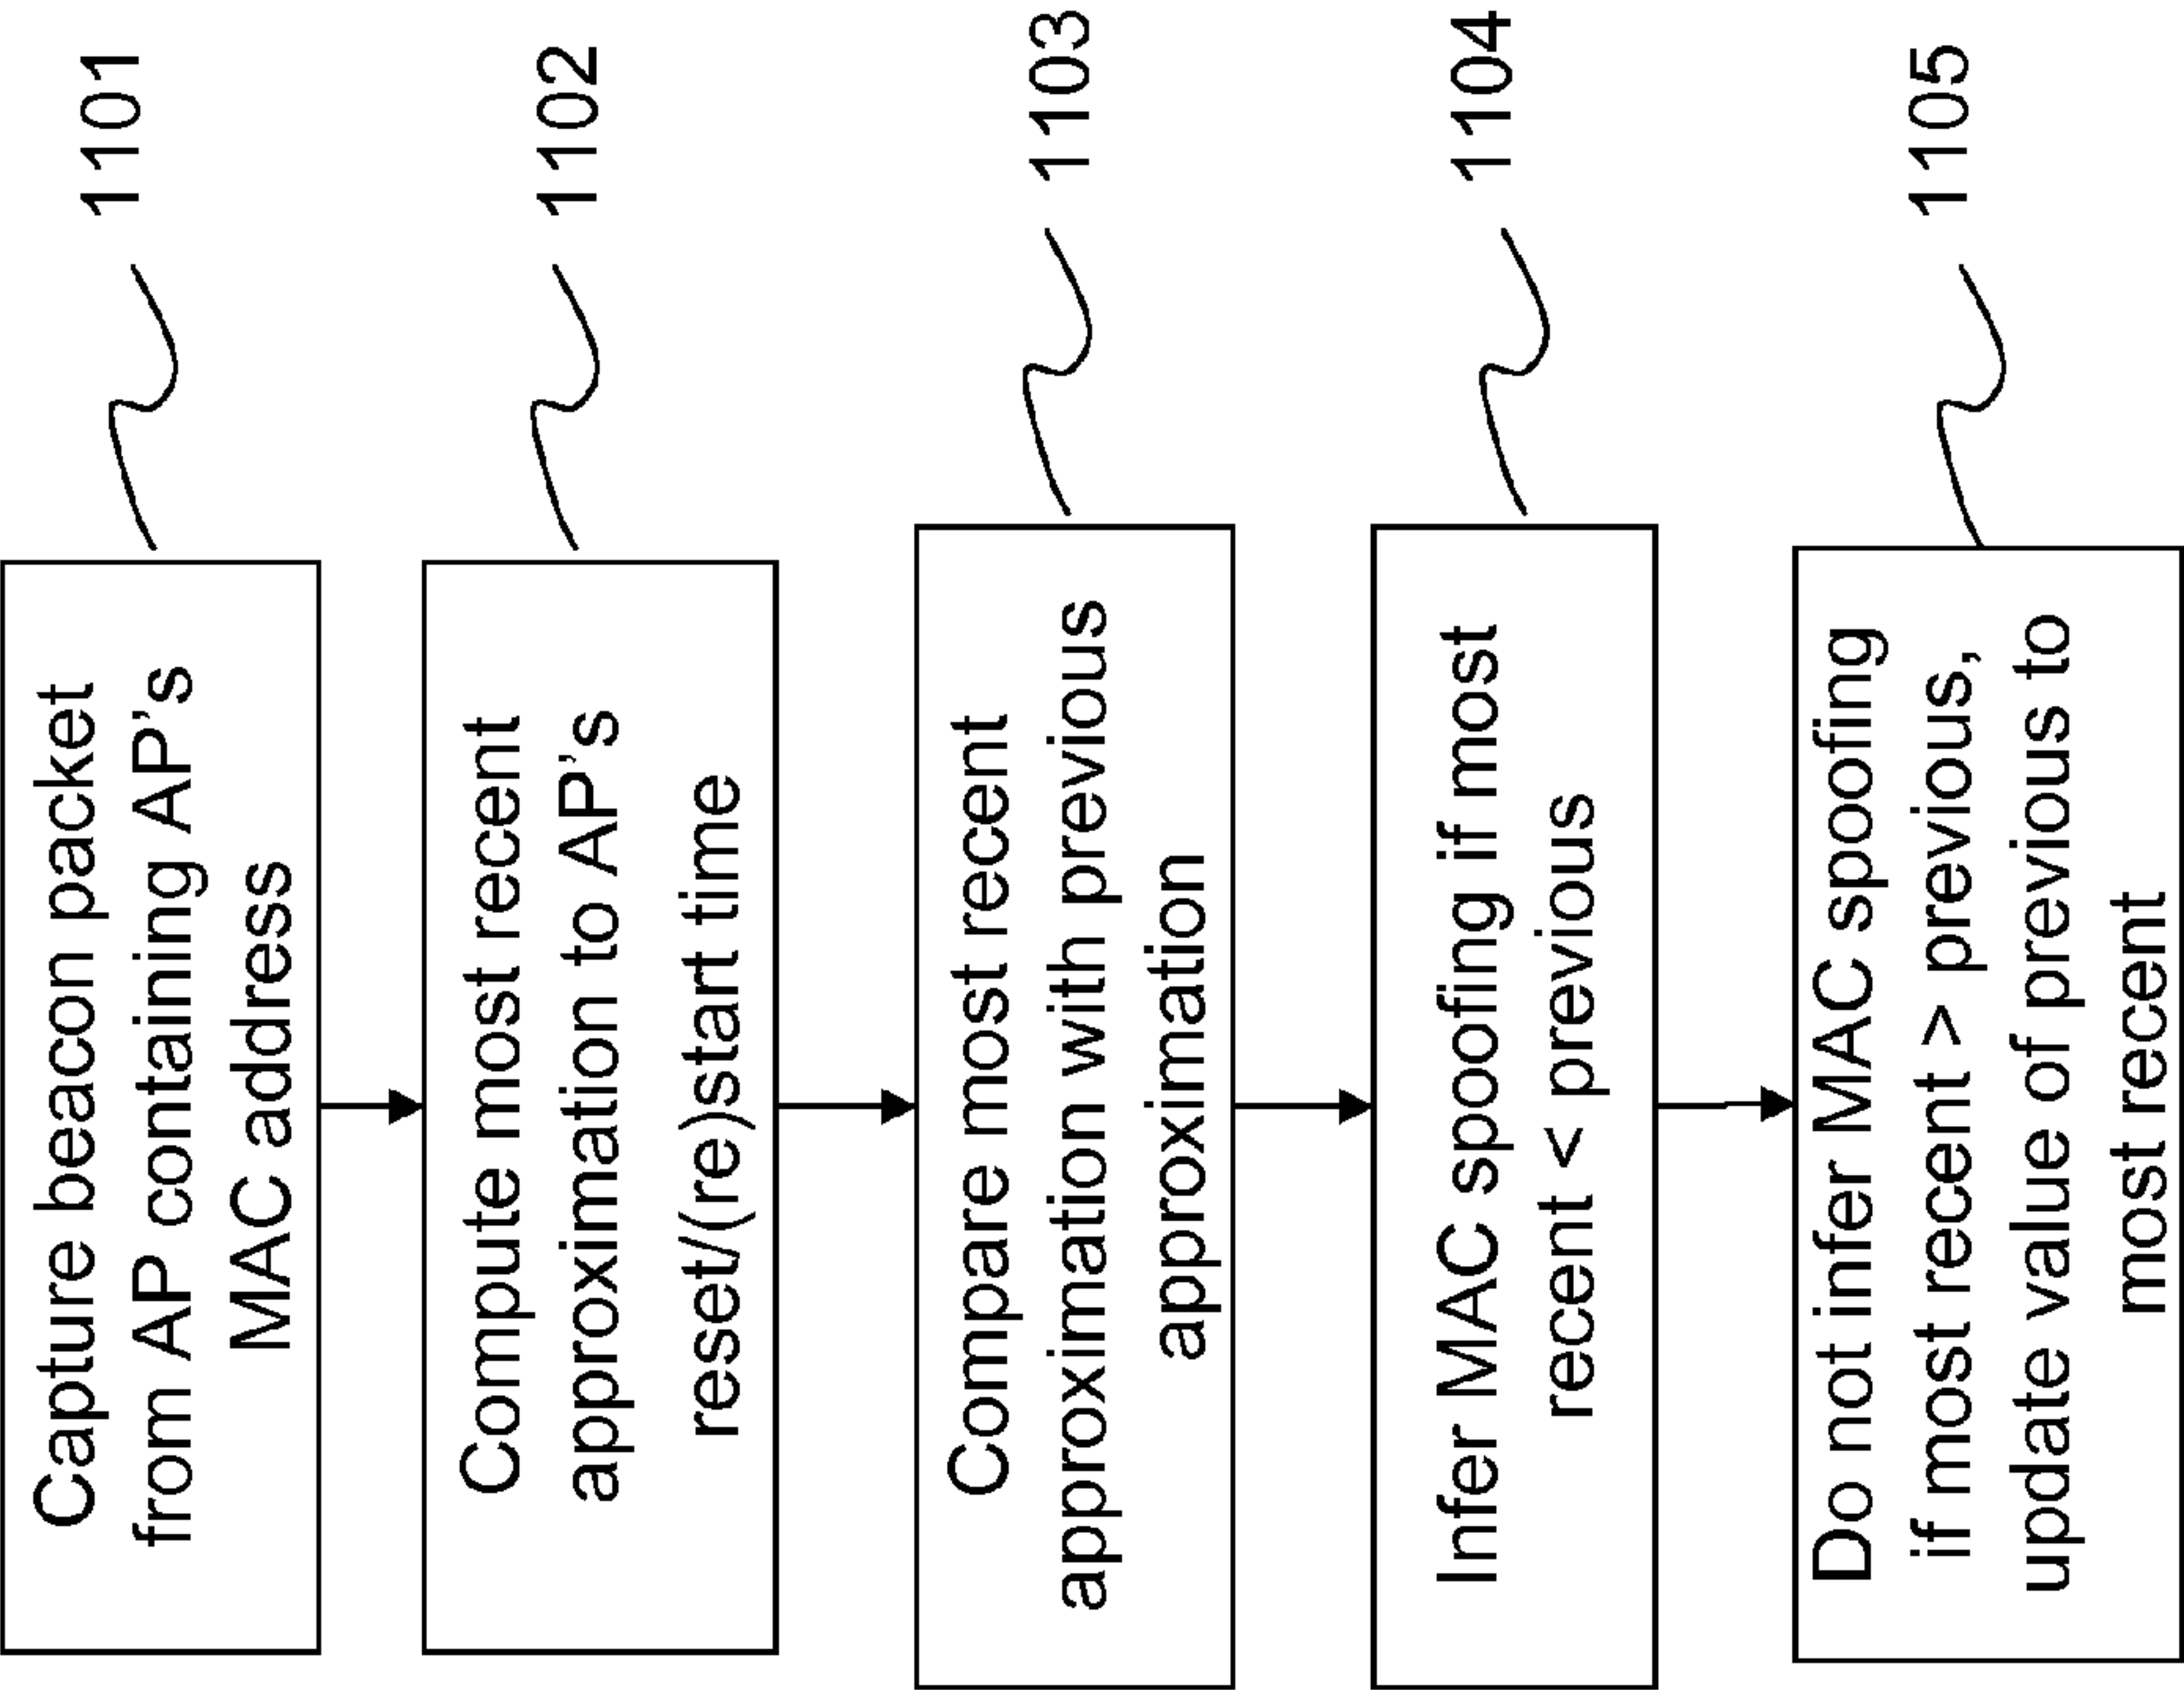 Capture beacon packet
from AP containing AP's
MAC address
1101
Compute most recent
approximation to AP's
reset/(re)start time
1102
Compare most recent
approximation with previous
approximation
1103
Infer MAC spoofing if most
recent < previous
1104
Do not infer MAC spoofing
if most recent > previous,
update value of previous to
most recent
1105